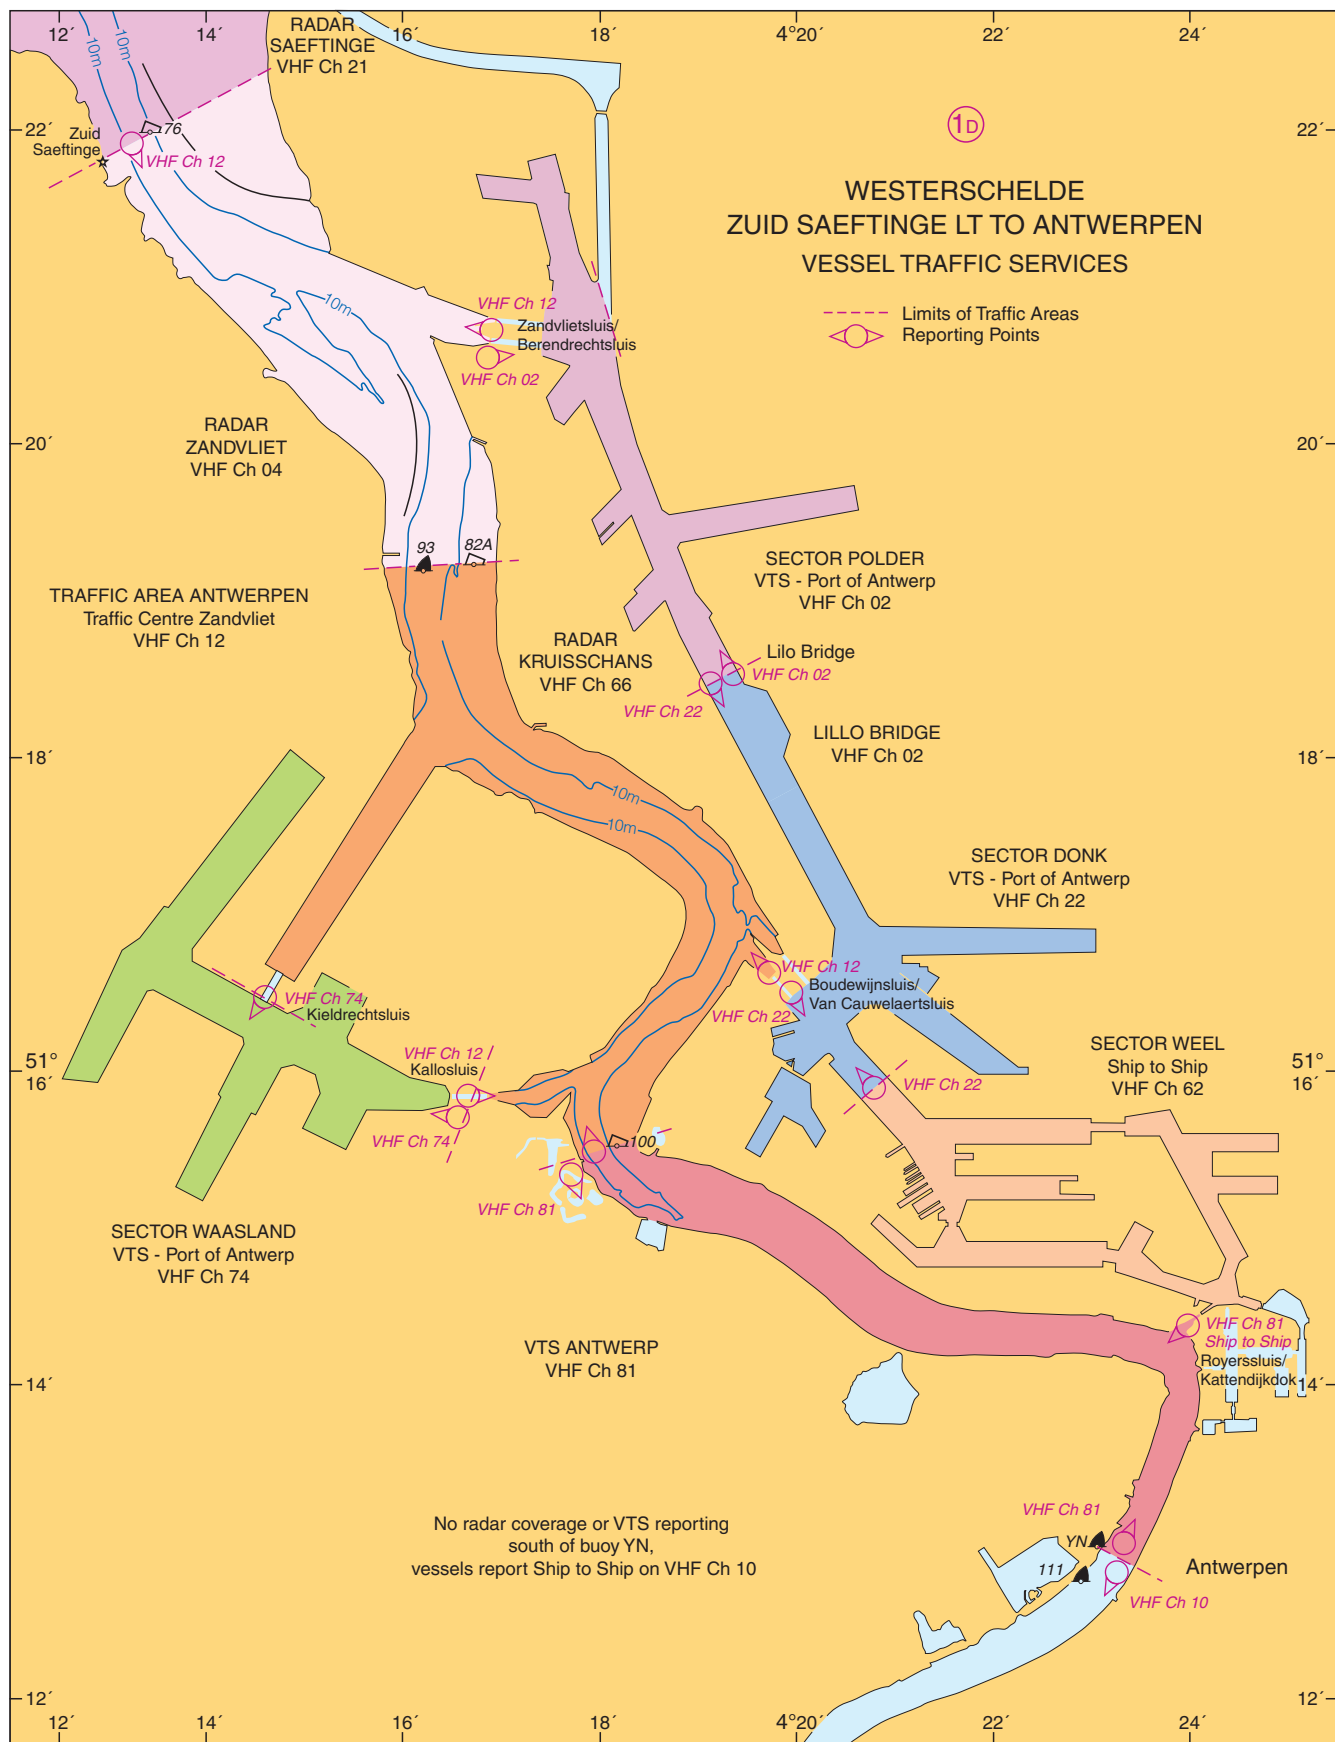 12´ 14´ 16´ 18´ 4°20´ 22´ 24´
RADAR
SAEFTINGE
VHF Ch 21
10m
10m
22´
22´
76
Zuid
Saeftinge
VHF Ch 12
1D
WESTERSCHELDE
ZUID SAEFTINGE LT TO ANTWERPEN
VESSEL TRAFFIC SERVICES
Limits of Traffic Areas
Reporting Points
10m
VHF Ch 12
Zandvlietsluis/
Berendrechtsluis
VHF Ch 02
RADAR
ZANDVLIET
VHF Ch 04
20´
20´
93
82A
SECTOR POLDER
VTS - Port of Antwerp
VHF Ch 02
TRAFFIC AREA ANTWERPEN
Traffic Centre Zandvliet
VHF Ch 12
RADAR
KRUISSCHANS
VHF Ch 66
Lilo Bridge
VHF Ch 02
VHF Ch 22
LILLO BRIDGE
VHF Ch 02
18´
18´
10m
10m
SECTOR DONK
VTS - Port of Antwerp
VHF Ch 22
VHF Ch 12
Boudewijnsluis/
Van Cauwelaertsluis
VHF Ch 22
VHF Ch 74
Kieldrechtsluis
VHF Ch 12
Kallosluis
VHF Ch 74
51°
16´
51°
16´
SECTOR WEEL
Ship to Ship
VHF Ch 62
VHF Ch 22
100
VHF Ch 81
SECTOR WAASLAND
VTS - Port of Antwerp
VHF Ch 74
VTS ANTWERP
VHF Ch 81
VHF Ch 81
Ship to Ship
Royerssluis/
Kattendijkdok
14´
14´
No radar coverage or VTS reporting
south of buoy YN,
vessels report Ship to Ship on VHF Ch 10
VHF Ch 81
YN
111
Antwerpen
VHF Ch 10
12´
12´
12´ 14´ 16´ 18´ 4°20´ 22´ 24´